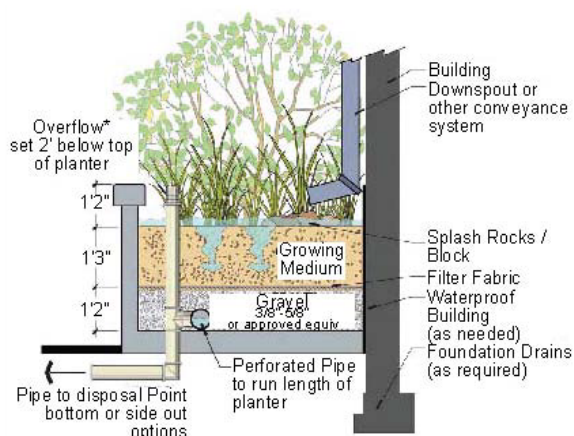 Overflow*
set 2' below top
of planter
1'2"
1'3"
1'2"
Growing
Medium
Gravel
3/8"-5/8"
or approved equiv
Building
Downspout or
other conveyance
system
Splash Rocks /
Block
Filter Fabric
Waterproof
Building
(as needed)
Foundation Drains
(as required)
Perforated Pipe
to run length of
planter
Pipe to disposal Point
bottom or side out
options